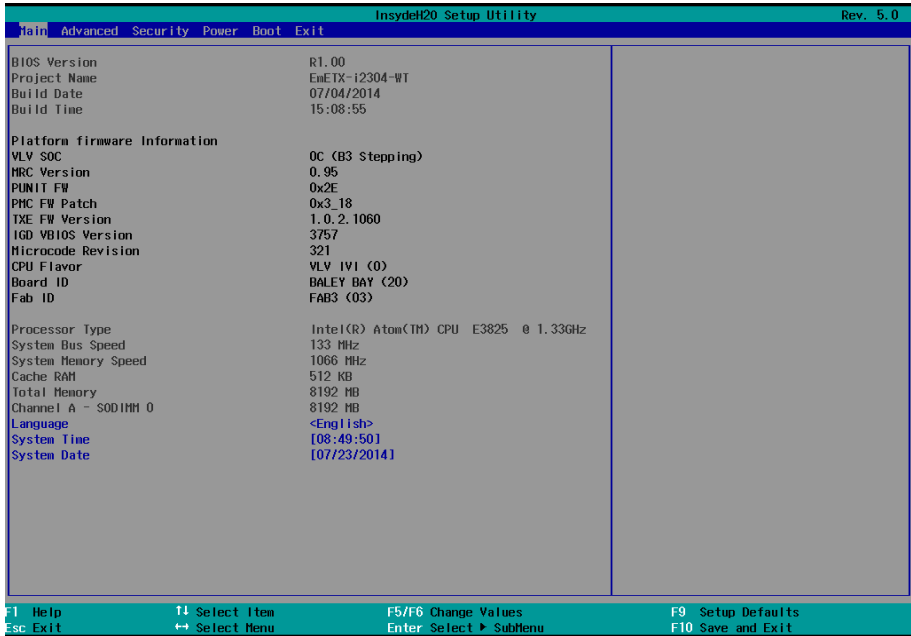 InsydeH20 Setup Utility Rev. 5.0
Main Advanced Security Power Boot Exit
BIOS Version R1.00
Project Name EmETX-i2304-WT
Build Date 07/04/2014
Build Time 15:08:55
Platform firmware Information
VLV SOC 0C (B3 Stepping)
MRC Version 0.95
PUNIT FW 0x2E
PMC FW Patch 0x3_18
TXE FW Version 1.0.2.1060
IGD VBIOS Version 3757
Microcode Revision 321
CPU Flavor VLV IVI (0)
Board ID BALEY BAY (20)
Fab ID FAB3 (03)
Processor Type Intel(R) Atom(TM) CPU E3825 @ 1.33GHz
System Bus Speed 133 MHz
System Memory Speed 1066 MHz
Cache RAM 512 KB
Total Memory 8192 MB
Channel A - SODIMM 0 8192 MB
Language <English>
System Time [08:49:50]
System Date [07/23/2014]
F1 Help ↑↓ Select Item F5/F6 Change Values F9 Setup Defaults
Esc Exit ↔ Select Menu Enter Select ▶ SubMenu F10 Save and Exit